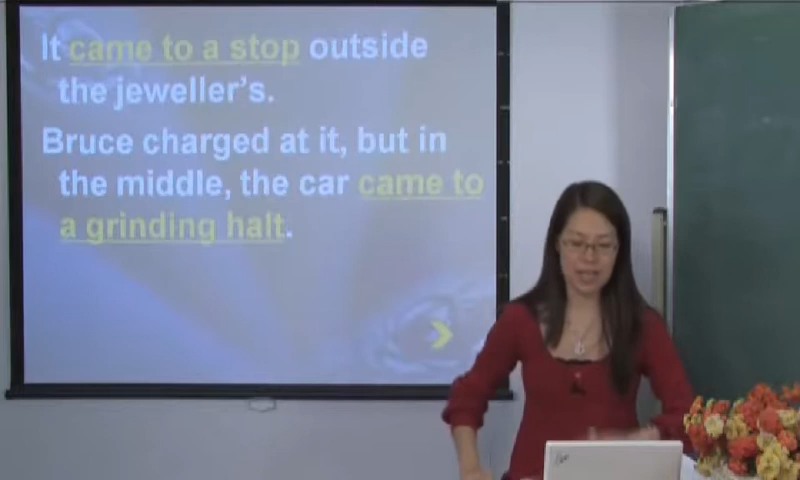 It came to a stop outside
the jeweller's.
Bruce charged at it, but in
the middle, the car came to
a grinding halt.